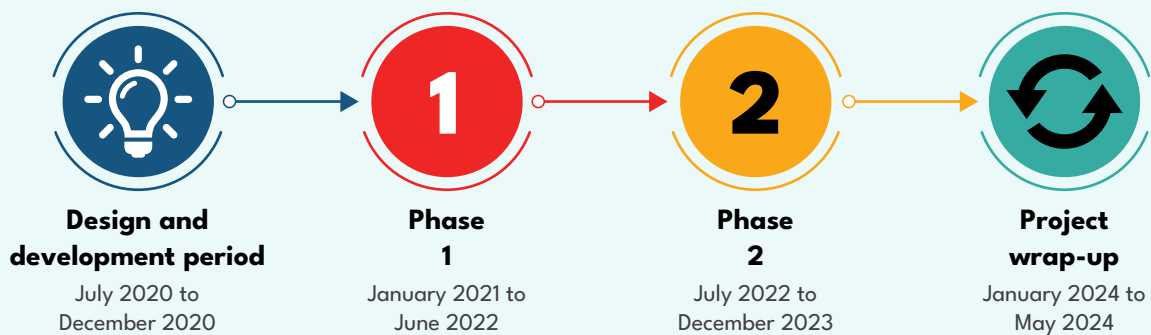 1
2
Design and
development period
July 2020 to
December 2020
Phase
1
January 2021 to
June 2022
Phase
2
July 2022 to
December 2023
Project
wrap-up
January 2024 to
May 2024